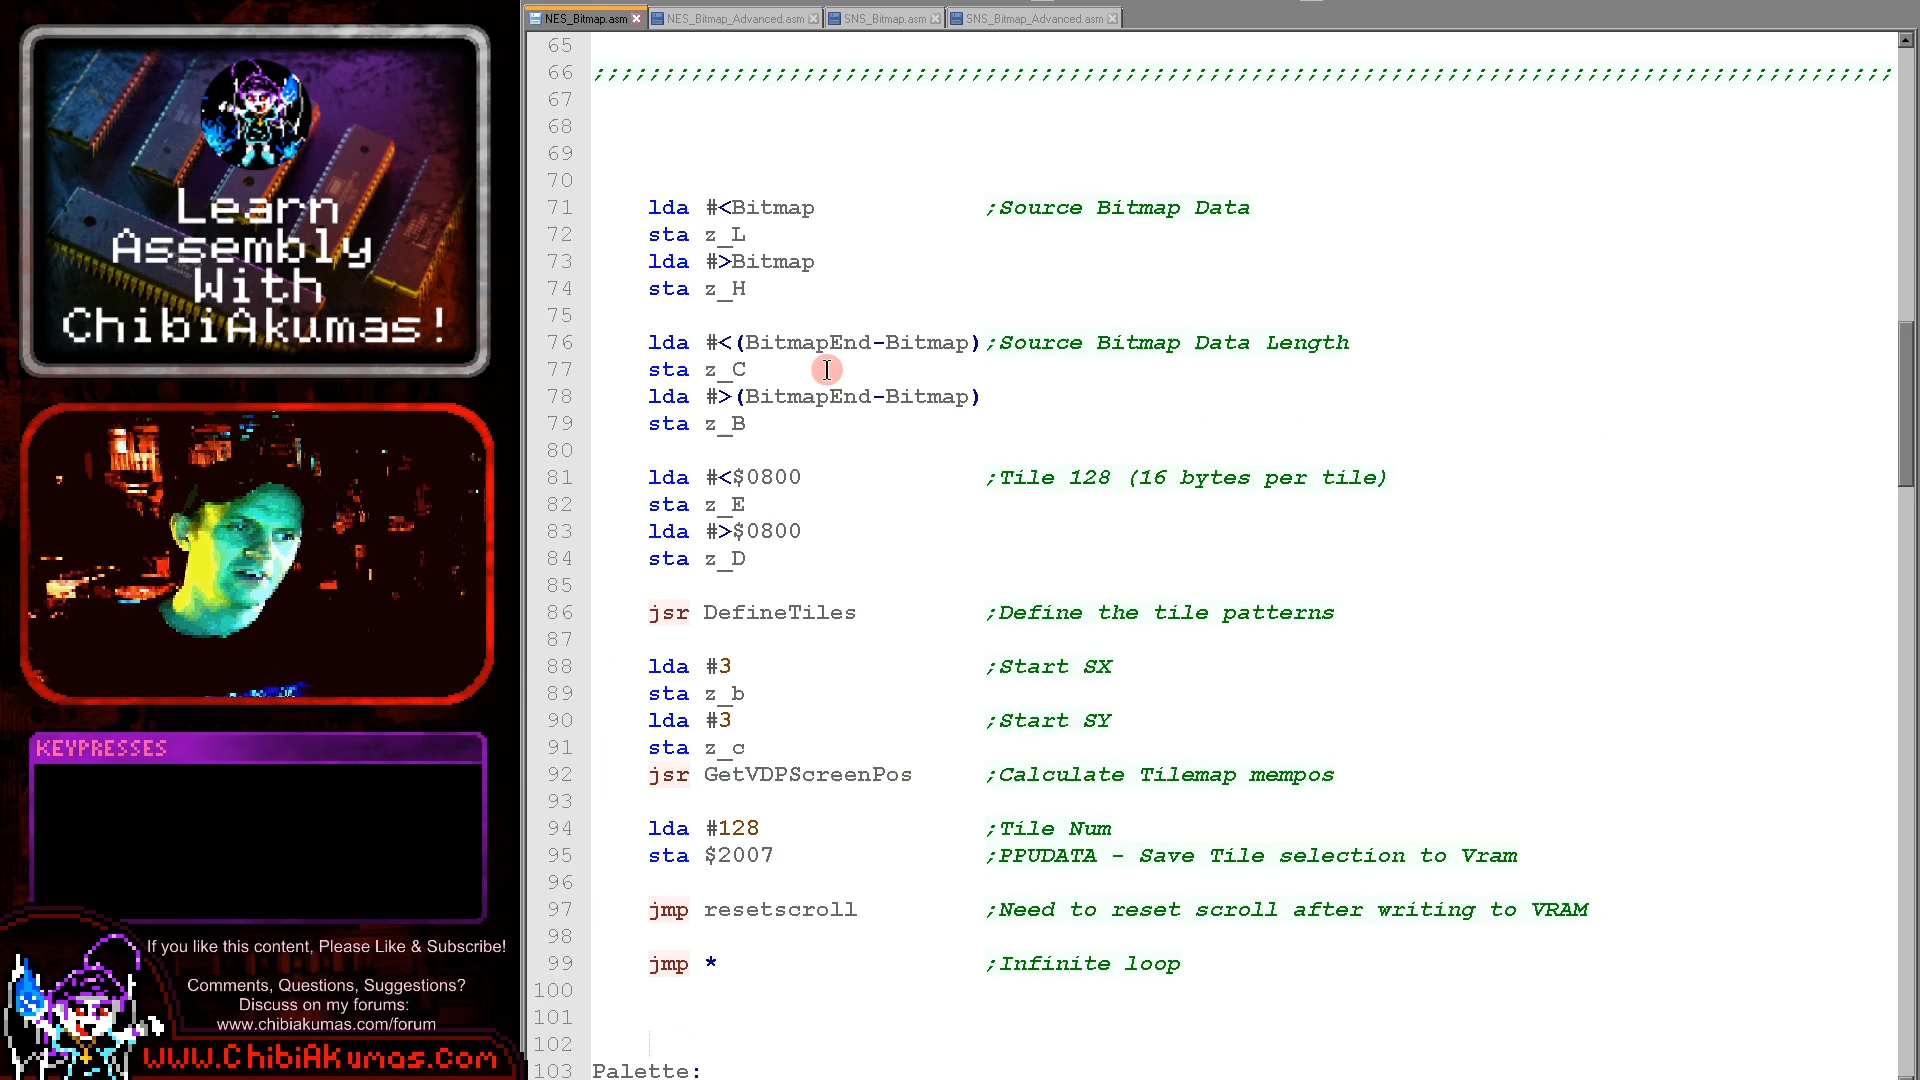 Learn
Assembly
With
ChibiAkumas!
KEYPRESSES
If you like this content, Please Like & Subscribe!
Comments, Questions, Suggestions?
Discuss on my forums:
www.chibiakumas.com/forum
www.ChibiAkumas.com
NES_Bitmap.asm NES_Bitmap_Advanced.asm SNS_Bitmap.asm SNS_Bitmap_Advanced.asm
65
66 ;;;;;;;;;;;;;;;;;;;;;;;;;;;;;;;;;;;;;;;;;;;;;;;;;;;;;;;;;;;;;;;;;;;;;;;;;;;;;;;;;;;;;;;;;;;;;
67
68
69
70
71 lda #<Bitmap ;Source Bitmap Data
72 sta z_L
73 lda #>Bitmap
74 sta z_H
75
76 lda #<(BitmapEnd-Bitmap);Source Bitmap Data Length
77 sta z_C
78 lda #>(BitmapEnd-Bitmap)
79 sta z_B
80
81 lda #<$0800 ;Tile 128 (16 bytes per tile)
82 sta z_E
83 lda #>$0800
84 sta z_D
85
86 jsr DefineTiles ;Define the tile patterns
87
88 lda #3 ;Start SX
89 sta z_b
90 lda #3 ;Start SY
91 sta z_c
92 jsr GetVDPScreenPos ;Calculate Tilemap mempos
93
94 lda #128 ;Tile Num
95 sta $2007 ;PPUDATA - Save Tile selection to Vram
96
97 jmp resetscroll ;Need to reset scroll after writing to VRAM
98
99 jmp * ;Infinite loop
100
101
102
103 Palette: